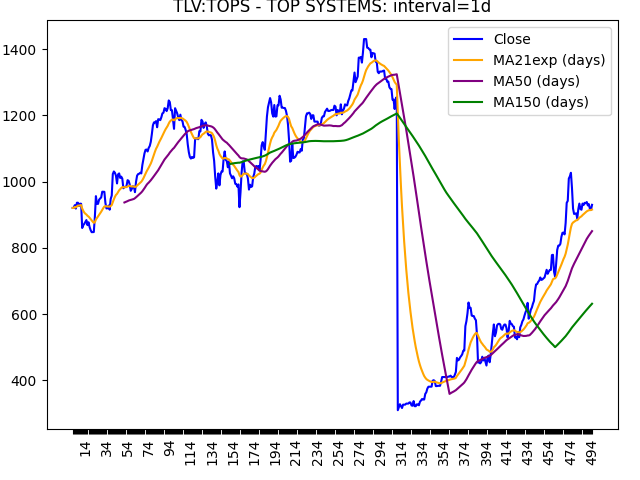 TLV:TOPS - TOP SYSTEMS: interval=1d
Close
MA21exp (days)
MA50 (days)
MA150 (days)
1400
1200
1000
800
600
400
14 34 54 74 94 114 134 154 174 194 214 234 254 274 294 314 334 354 374 394 414 434 454 474 494